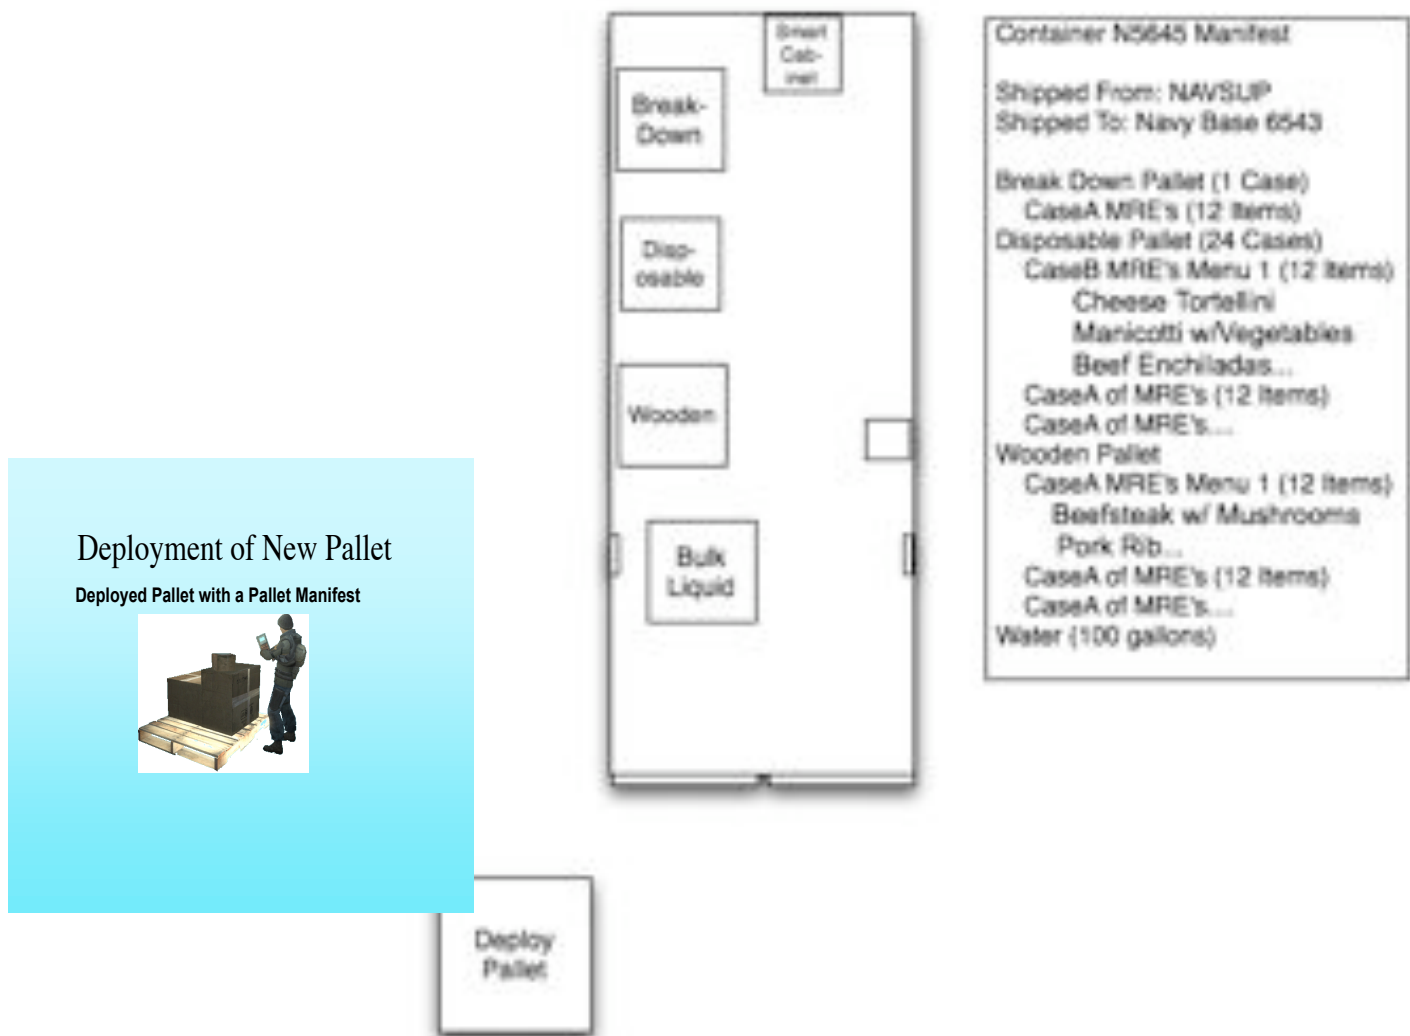 Smart
Cab-
inet
Break-
Down
Disp-
osable
Wooden
Bulk
Liquid
Container N5645 Manifest
Shipped From: NAVSUP
Shipped To: Navy Base 6543
Break Down Pallet (1 Case)
CaseA MRE's (12 Items)
Disposable Pallet (24 Cases)
CaseB MRE's Menu 1 (12 Items)
Cheese Tortellini
Manicotti w/Vegetables
Beef Enchiladas...
CaseA of MRE's (12 Items)
CaseA of MRE's....
Wooden Pallet
CaseA MRE's Menu 1 (12 Items)
Beefsteak w/ Mushrooms
Pork Rib...
CaseA of MRE's (12 Items)
CaseA of MRE's....
Water (100 gallons)
Deployment of New Pallet
Deployed Pallet with a Pallet Manifest
Deploy
Pallet